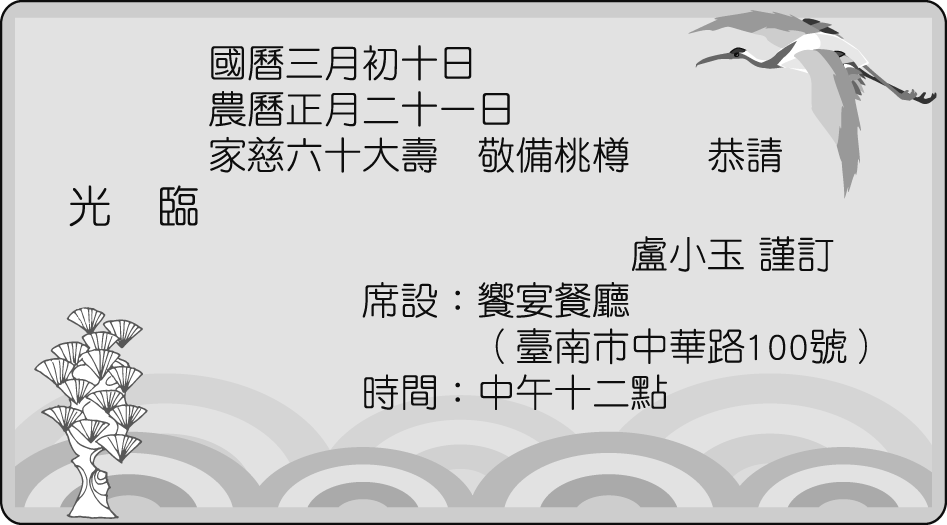 國曆三月初十日
農曆正月二十一日
家慈六十大壽 敬備桃樽 恭請
光 臨
盧小玉 謹訂
席設：饗宴餐廳
（臺南市中華路100號）
時間：中午十二點